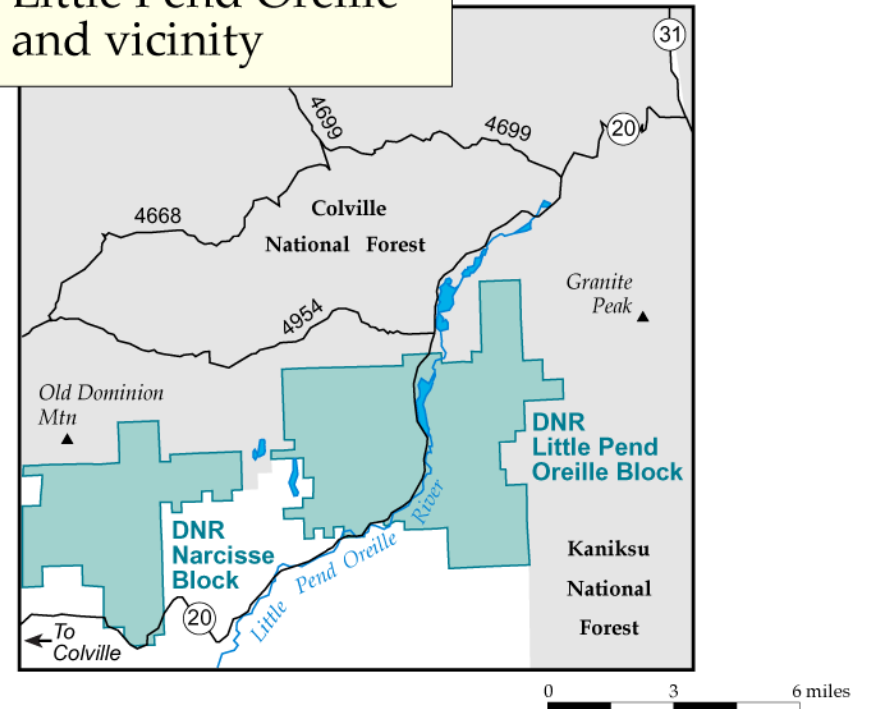 Little Pend Oreille
and vicinity
31
20
4699
4699
4668
Colville
National Forest
Granite
Peak
4954
Old Dominion
Mtn
DNR
Little Pend
Oreille Block
DNR
Narcisse
Block
Little Pend Oreille River
Kaniksu
National
Forest
20
To
Colville
0 3 6 miles